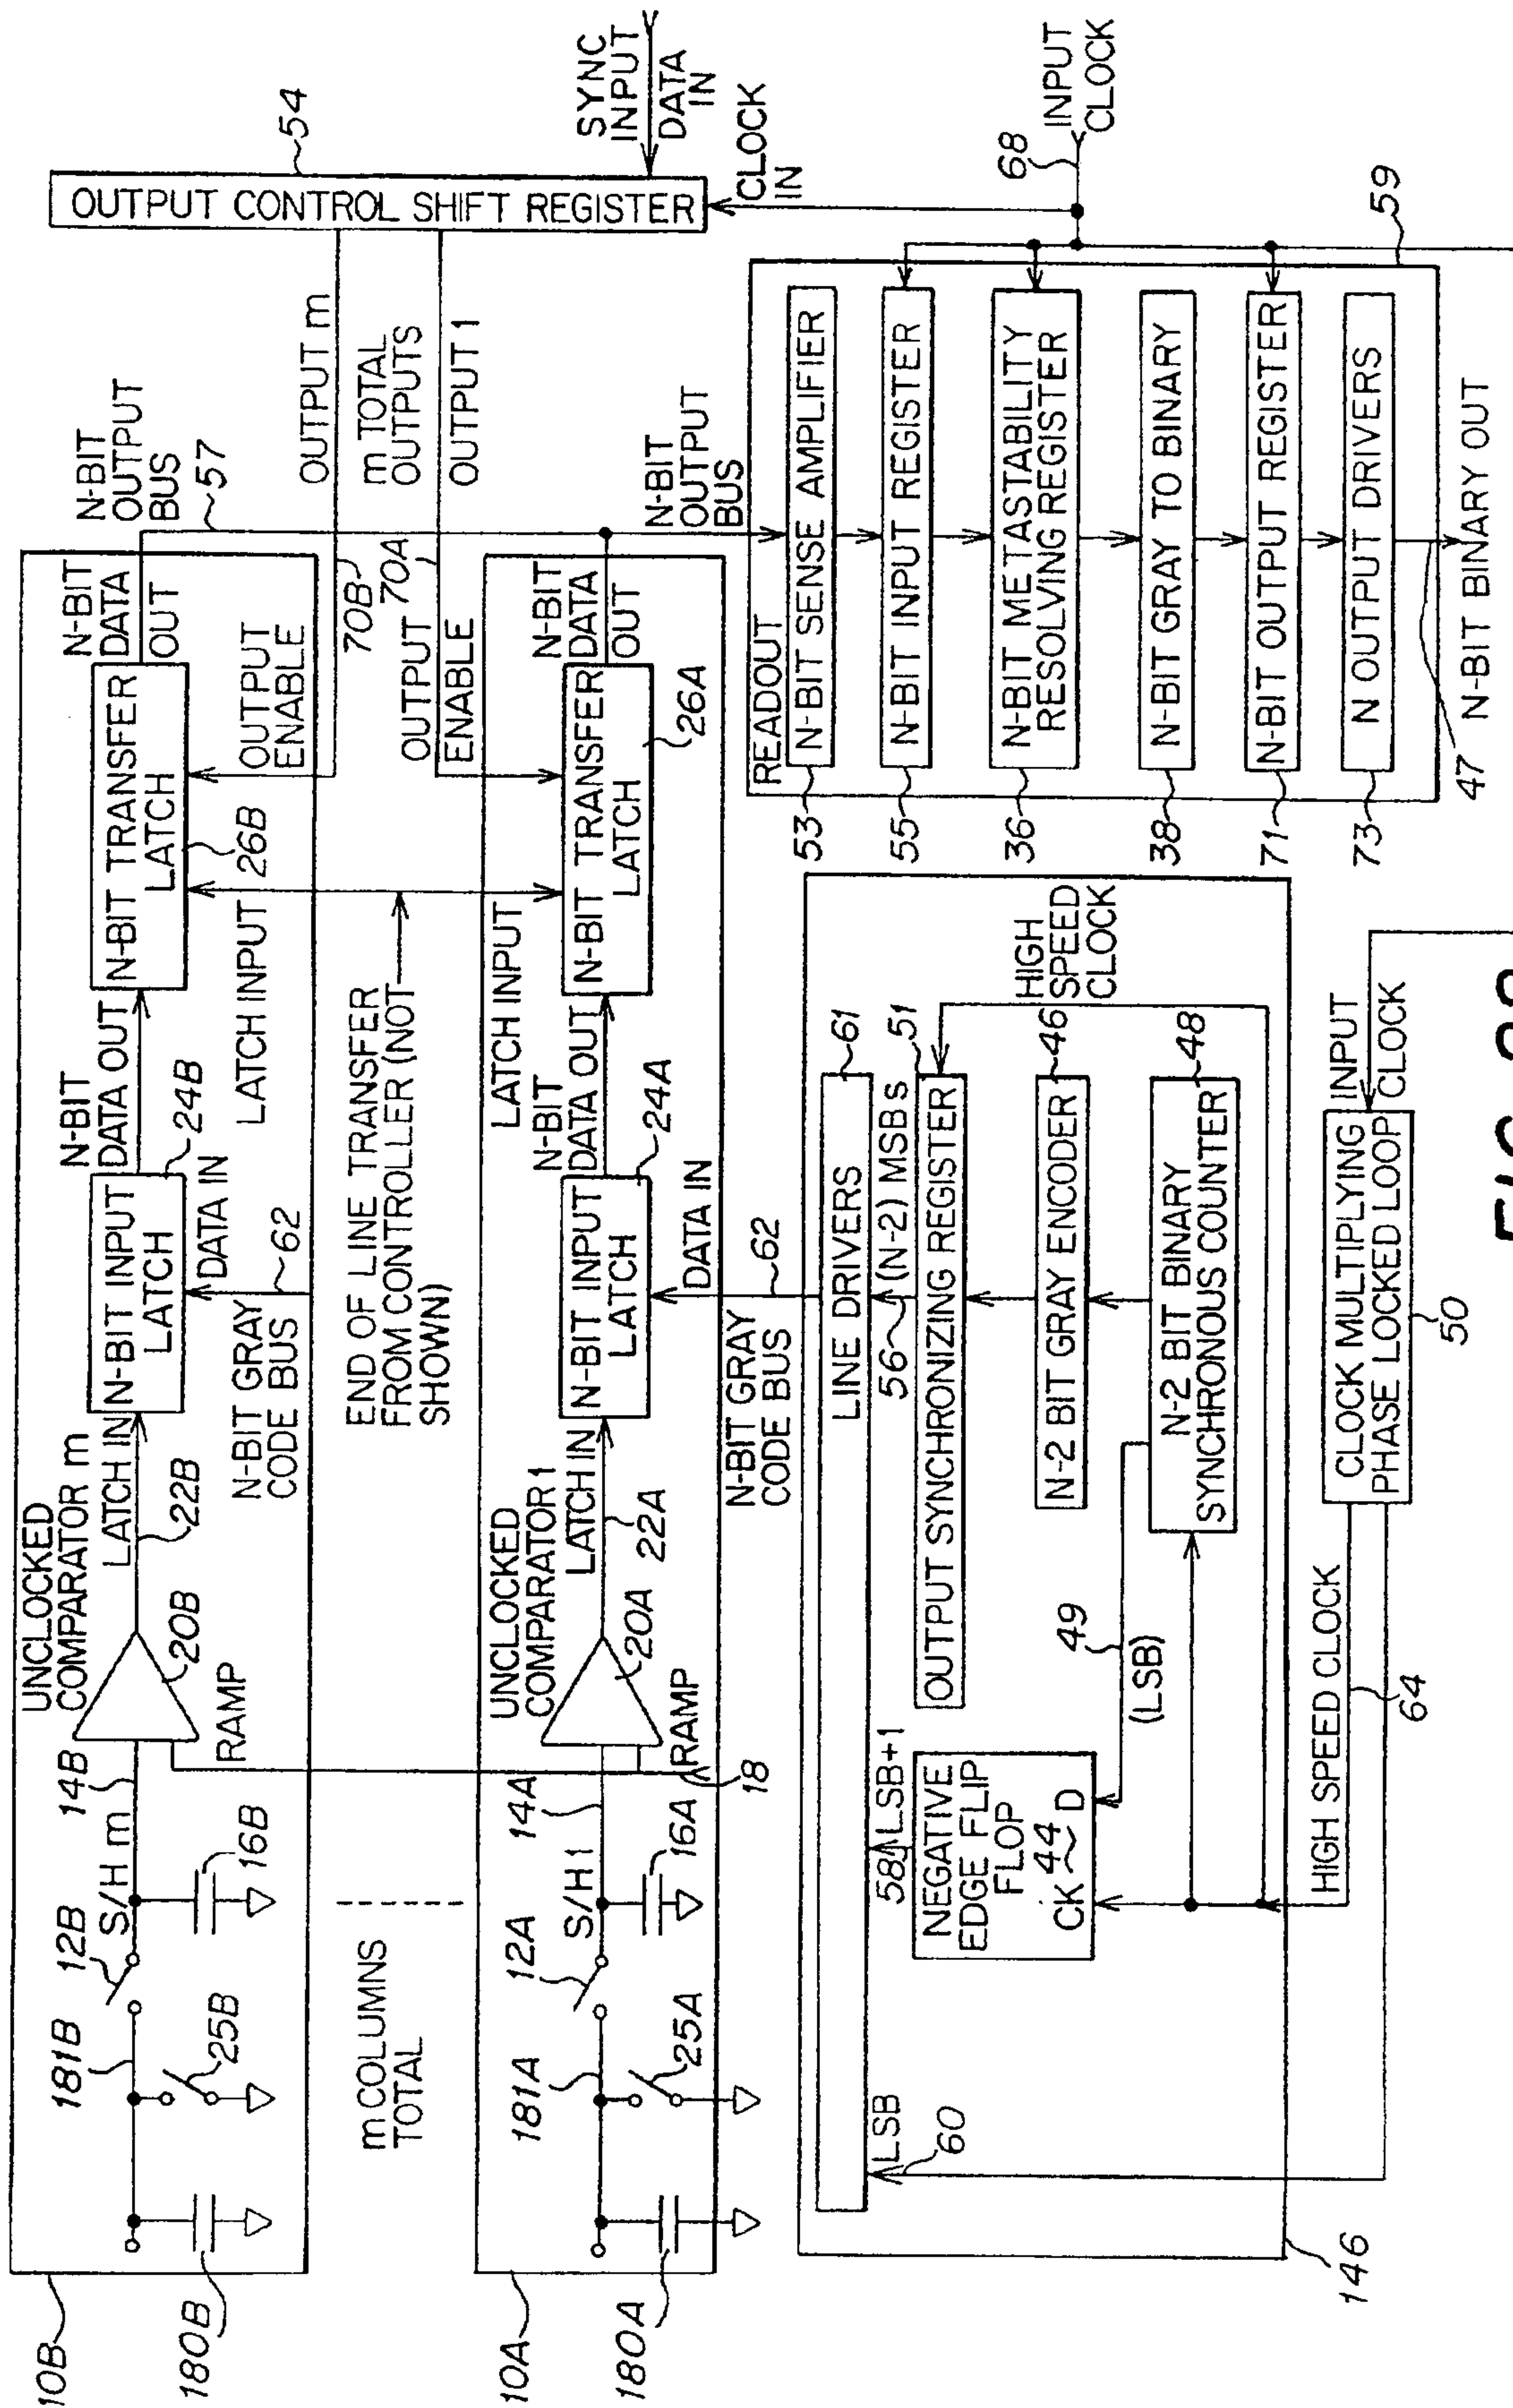 10B
180B
181B
25B
12B
S/H m
16B
14B
UNCLOCKED
COMPARATOR m
20B
RAMP
LATCH IN
22B
N-BIT INPUT
LATCH
24B
DATA IN
62
N-BIT GRAY
CODE BUS
N-BIT
DATA OUT
N-BIT TRANSFER
LATCH
26B
LATCH INPUT
OUTPUT
ENABLE
N-BIT
DATA
OUT
N-BIT
OUTPUT
BUS
57
70B
70A
OUTPUT m
m TOTAL
OUTPUTS
OUTPUT 1
OUTPUT CONTROL SHIFT REGISTER
54
SYNC
INPUT
DATA
IN
CLOCK
IN
m COLUMNS
TOTAL
END OF LINE TRANSFER
FROM CONTROLLER (NOT
SHOWN)
10A
180A
181A
25A
12A
S/H 1
16A
14A
18
UNCLOCKED
COMPARATOR 1
20A
RAMP
LATCH IN
22A
N-BIT INPUT
LATCH
24A
DATA IN
62
N-BIT GRAY
CODE BUS
N-BIT
DATA OUT
LATCH INPUT
N-BIT TRANSFER
LATCH
26A
OUTPUT
ENABLE
N-BIT
DATA
OUT
N-BIT
OUTPUT
BUS
146
LSB
60
LINE DRIVERS
61
58
LSB+1
56
(N-2) MSBs
NEGATIVE
EDGE FLIP
FLOP
44
CK
D
OUTPUT SYNCHRONIZING REGISTER
51
HIGH
SPEED
CLOCK
N-2 BIT GRAY ENCODER
46
49
(LSB)
N-2 BIT BINARY
SYNCHRONOUS COUNTER
48
HIGH SPEED CLOCK
64
CLOCK MULTIPLYING
PHASE LOCKED LOOP
50
INPUT
CLOCK
READOUT
53
N-BIT SENSE AMPLIFIER
55
N-BIT INPUT REGISTER
36
N-BIT METASTABILITY
RESOLVING REGISTER
38
N-BIT GRAY TO BINARY
71
N-BIT OUTPUT REGISTER
73
N OUTPUT DRIVERS
59
68
INPUT
CLOCK
47
N-BIT BINARY OUT